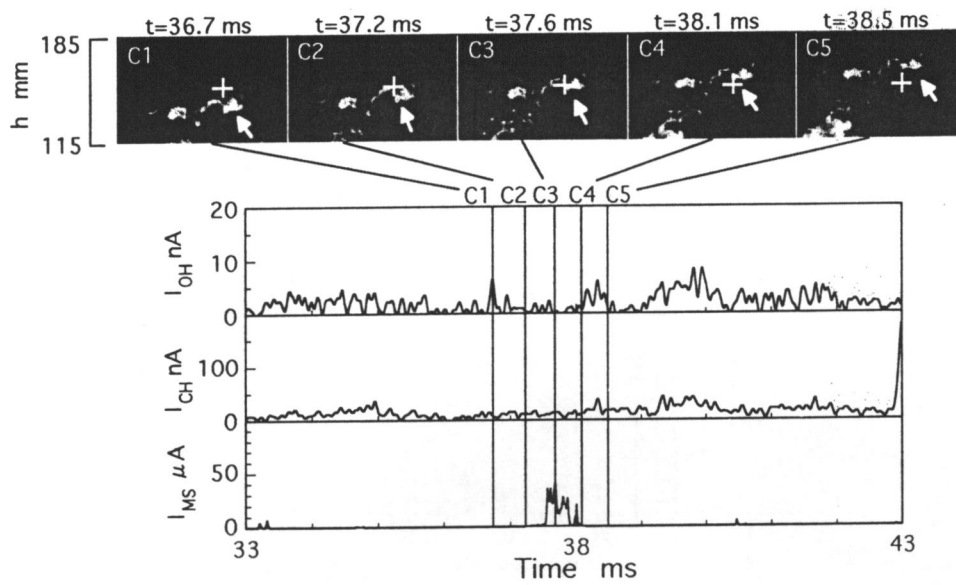 t=36.7 ms t=37.2 ms t=37.6 ms t=38.1 ms t=38.5 ms
185
h mm
115
C1 C2 C3 C4 C5
C1 C2 C3 C4 C5
20
10
0
I_OH nA
100
0
I_CH nA
50
0
I_MS μA
33 38 43
Time ms